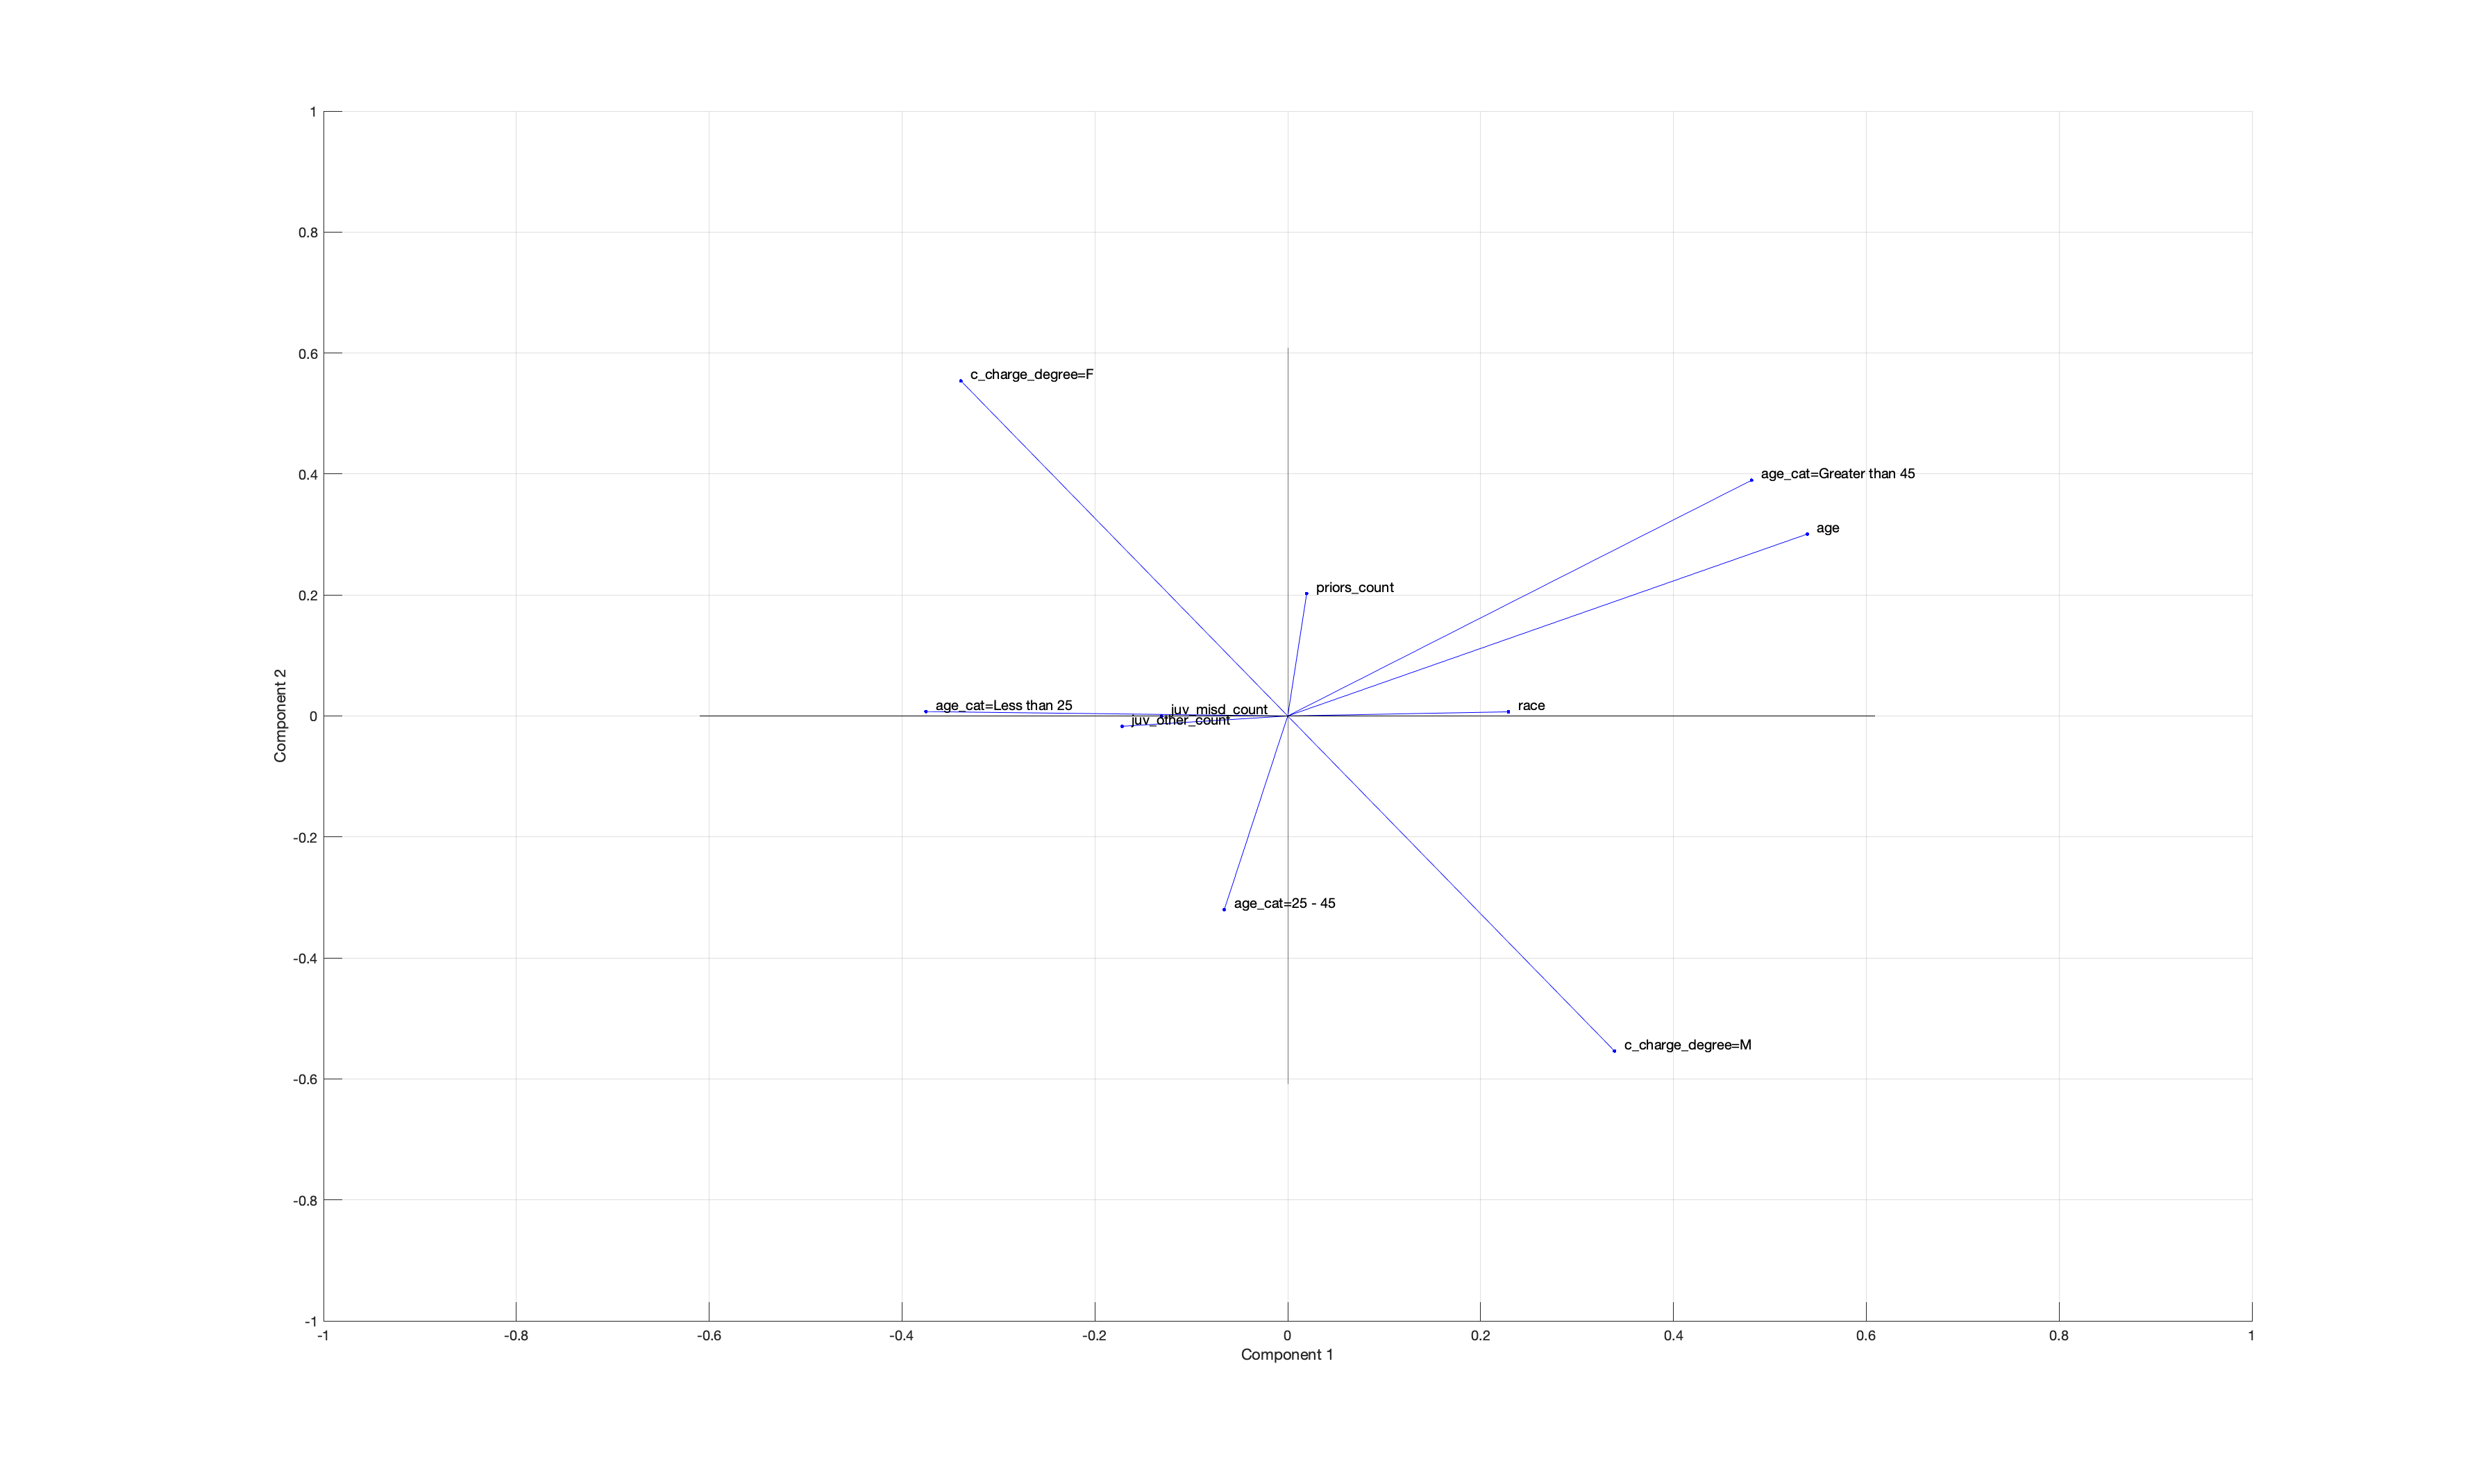 1
0.8
0.6
c_charge_degree=F
0.4
age_cat=Greater than 45
age
0.2
priors_count
age_cat=Less than 25
race
juv_misd_count
0
juv_other_count
Component 2
-0.2
age_cat=25 - 45
-0.4
c_charge_degree=M
-0.6
-0.8
-1
-1 -0.8 -0.6 -0.4 -0.2 0 0.2 0.4 0.6 0.8 1
Component 1